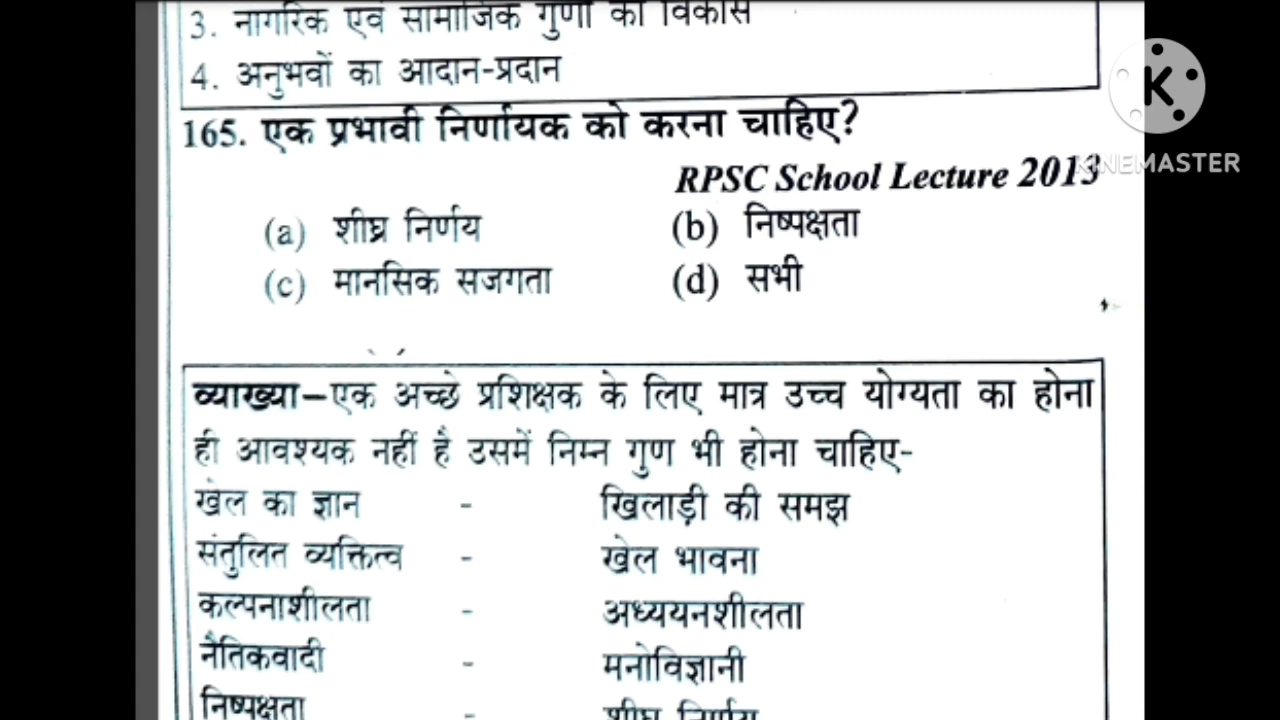 3. नागरिक एवं सामाजिक गुणों का विकास
4. अनुभवों का आदान-प्रदान
165. एक प्रभावी निर्णायक को करना चाहिए?
RPSC School Lecture 2013
(a) शीघ्र निर्णय (b) निष्पक्षता
(c) मानसिक सजगता (d) सभी
व्याख्या–एक अच्छे प्रशिक्षक के लिए मात्र उच्च योग्यता का होना
ही आवश्यक नहीं है उसमें निम्न गुण भी होना चाहिए-
खेल का ज्ञान - खिलाड़ी की समझ
संतुलित व्यक्तित्व - खेल भावना
कल्पनाशीलता - अध्ययनशीलता
नैतिकवादी - मनोविज्ञानी
निष्पक्षता - शीघ्र निर्णय
K
KINEMASTER